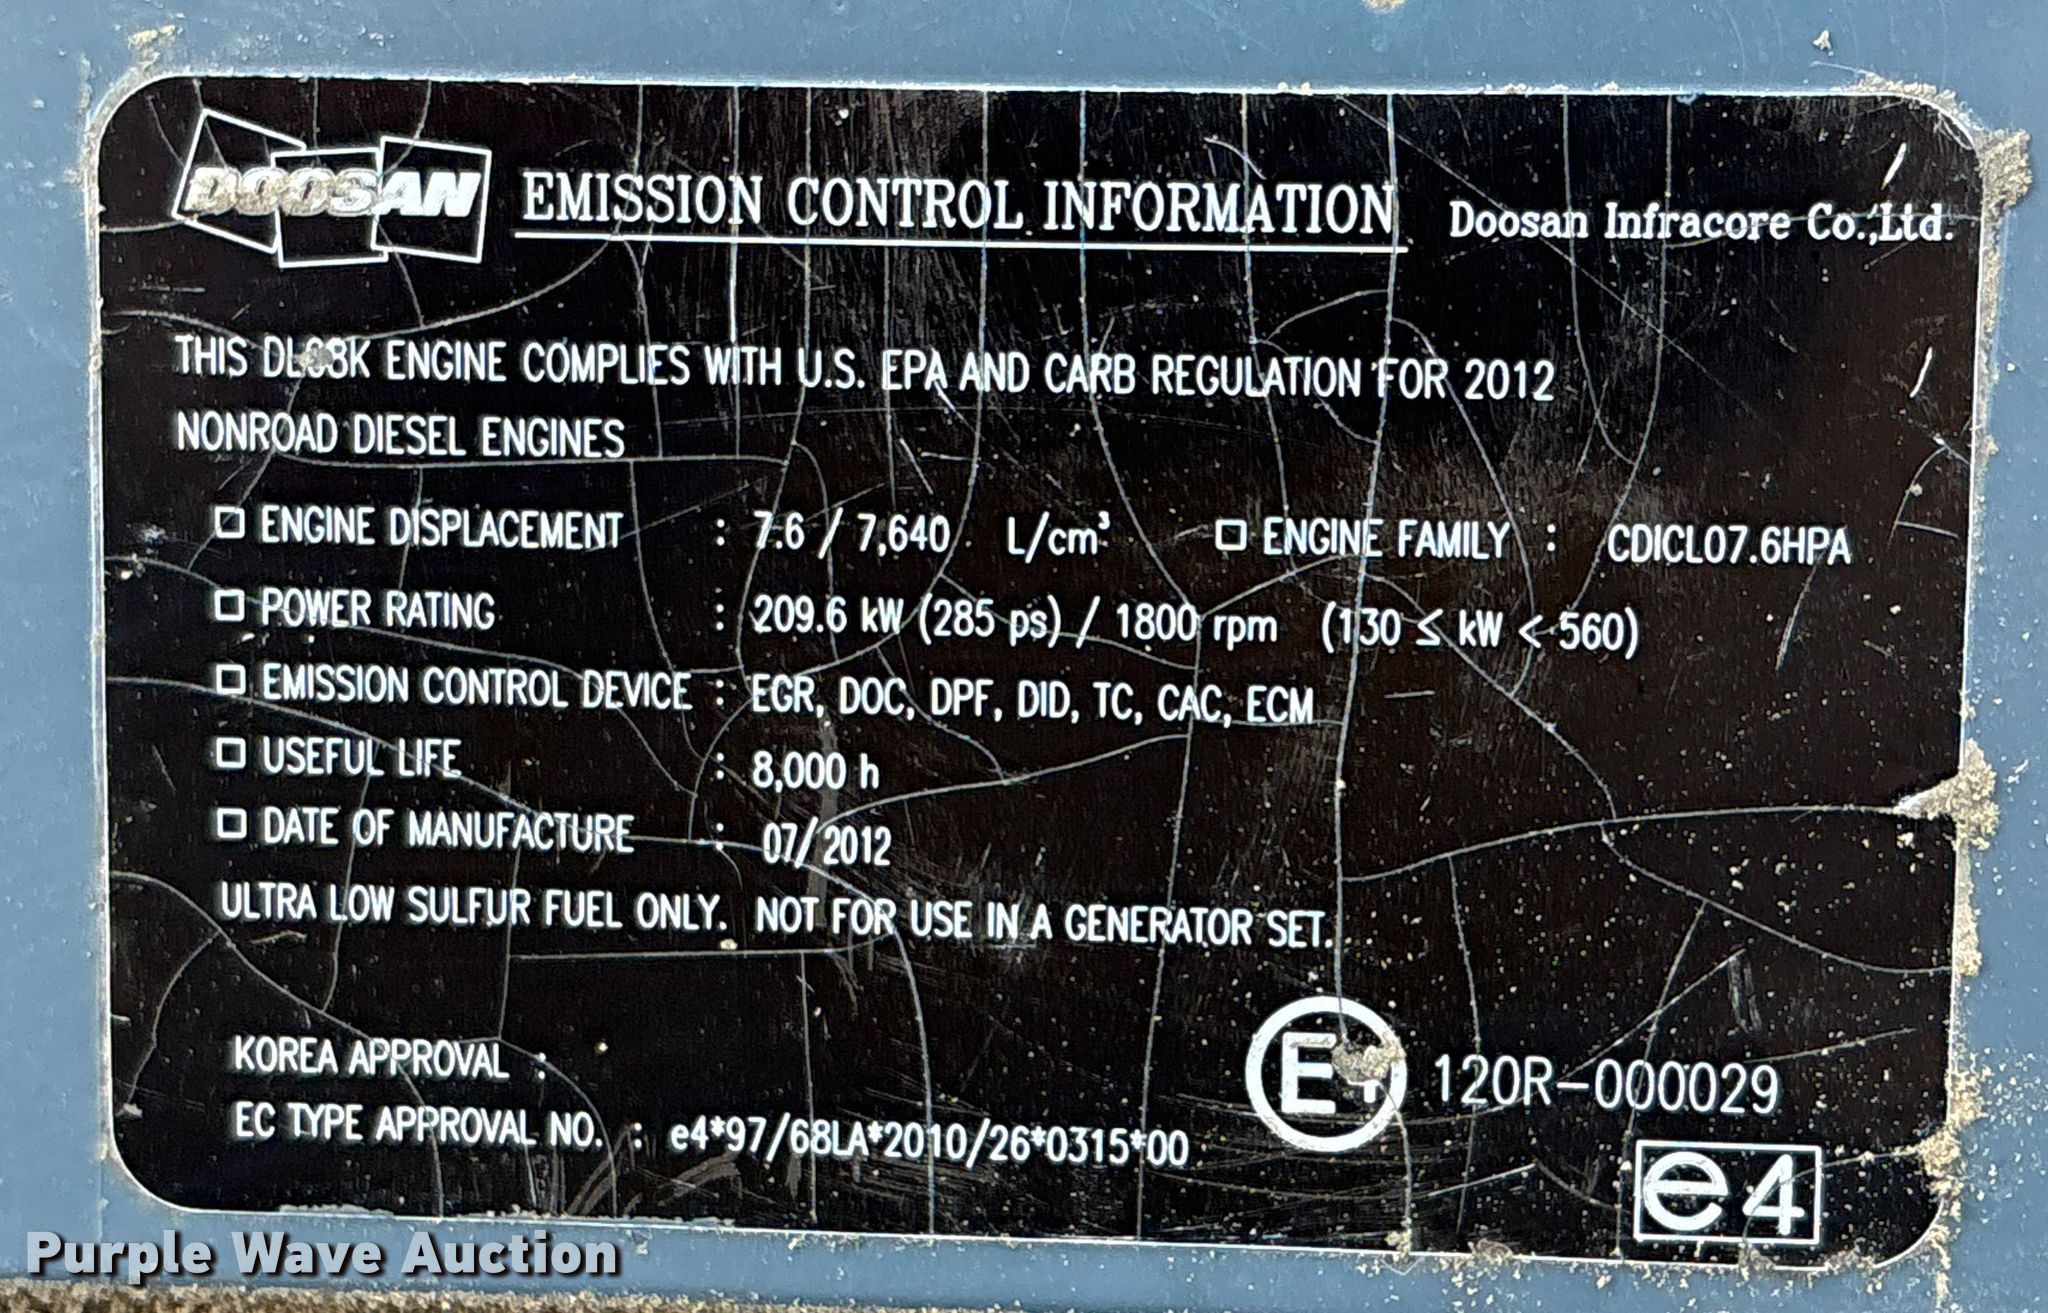 DOOSAN EMISSION CONTROL INFORMATION Doosan Infracore Co.,Ltd.
THIS DL08K ENGINE COMPLIES WITH U.S. EPA AND CARB REGULATION FOR 2012
NONROAD DIESEL ENGINES
□ ENGINE DISPLACEMENT : 7.6 / 7,640 L/cm³ □ ENGINE FAMILY : CDICL07.6HPA
□ POWER RATING : 209.6 kW (285 ps) / 1800 rpm (130 ≤ kW < 560)
□ EMISSION CONTROL DEVICE : EGR, DOC, DPF, DID, TC, CAC, ECM
□ USEFUL LIFE : 8,000 h
□ DATE OF MANUFACTURE : 07/2012
ULTRA LOW SULFUR FUEL ONLY. NOT FOR USE IN A GENERATOR SET.
KOREA APPROVAL :
E4 120R-000029
EC TYPE APPROVAL NO. : e4*97/68LA*2010/26*0315*00
e4
Purple Wave Auction